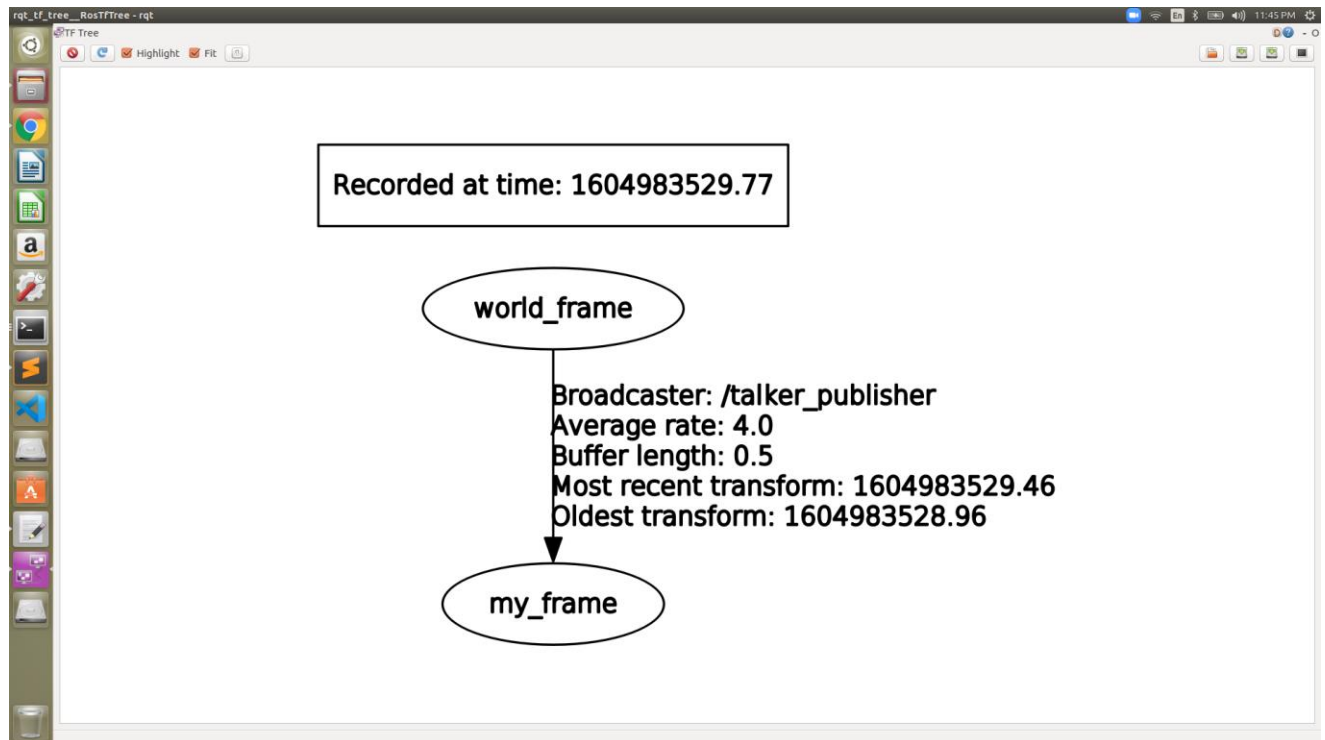 rqt_tf_tree__RosTfTree - rqt
En
11:45 PM
TF Tree
D
- O
Highlight
Fit
Recorded at time: 1604983529.77
world_frame
Broadcaster: /talker_publisher
Average rate: 4.0
Buffer length: 0.5
Most recent transform: 1604983529.46
Oldest transform: 1604983528.96
my_frame